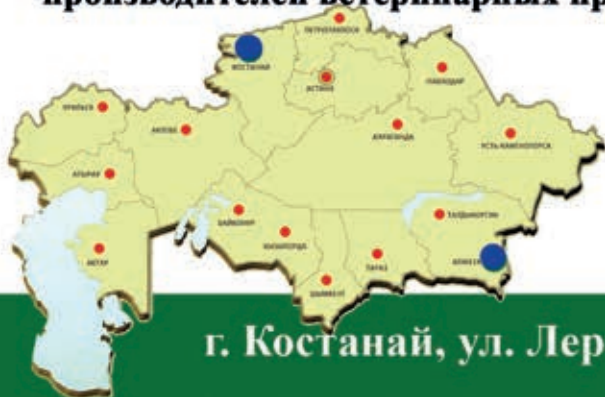 производителей ветеринарных пр
ПЕТРОПАВЛОВСК
КОСТАНАЙ
АСТАНА
ПАВЛОДАР
УРАЛЬСК
АКТОБЕ
КАРАГАНДА
УСТЬ-КАМЕНОГОРСК
АТЫРАУ
БАЙКОНУР
ТАЛДЫКОРГАН
КЫЗЫЛОРДА
АКТАУ
ТАРАЗ
АЛМАТЫ
ШЫМКЕНТ
г. Костанай, ул. Лер